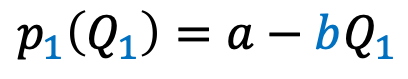 p₁(Q₁) = a − bQ₁